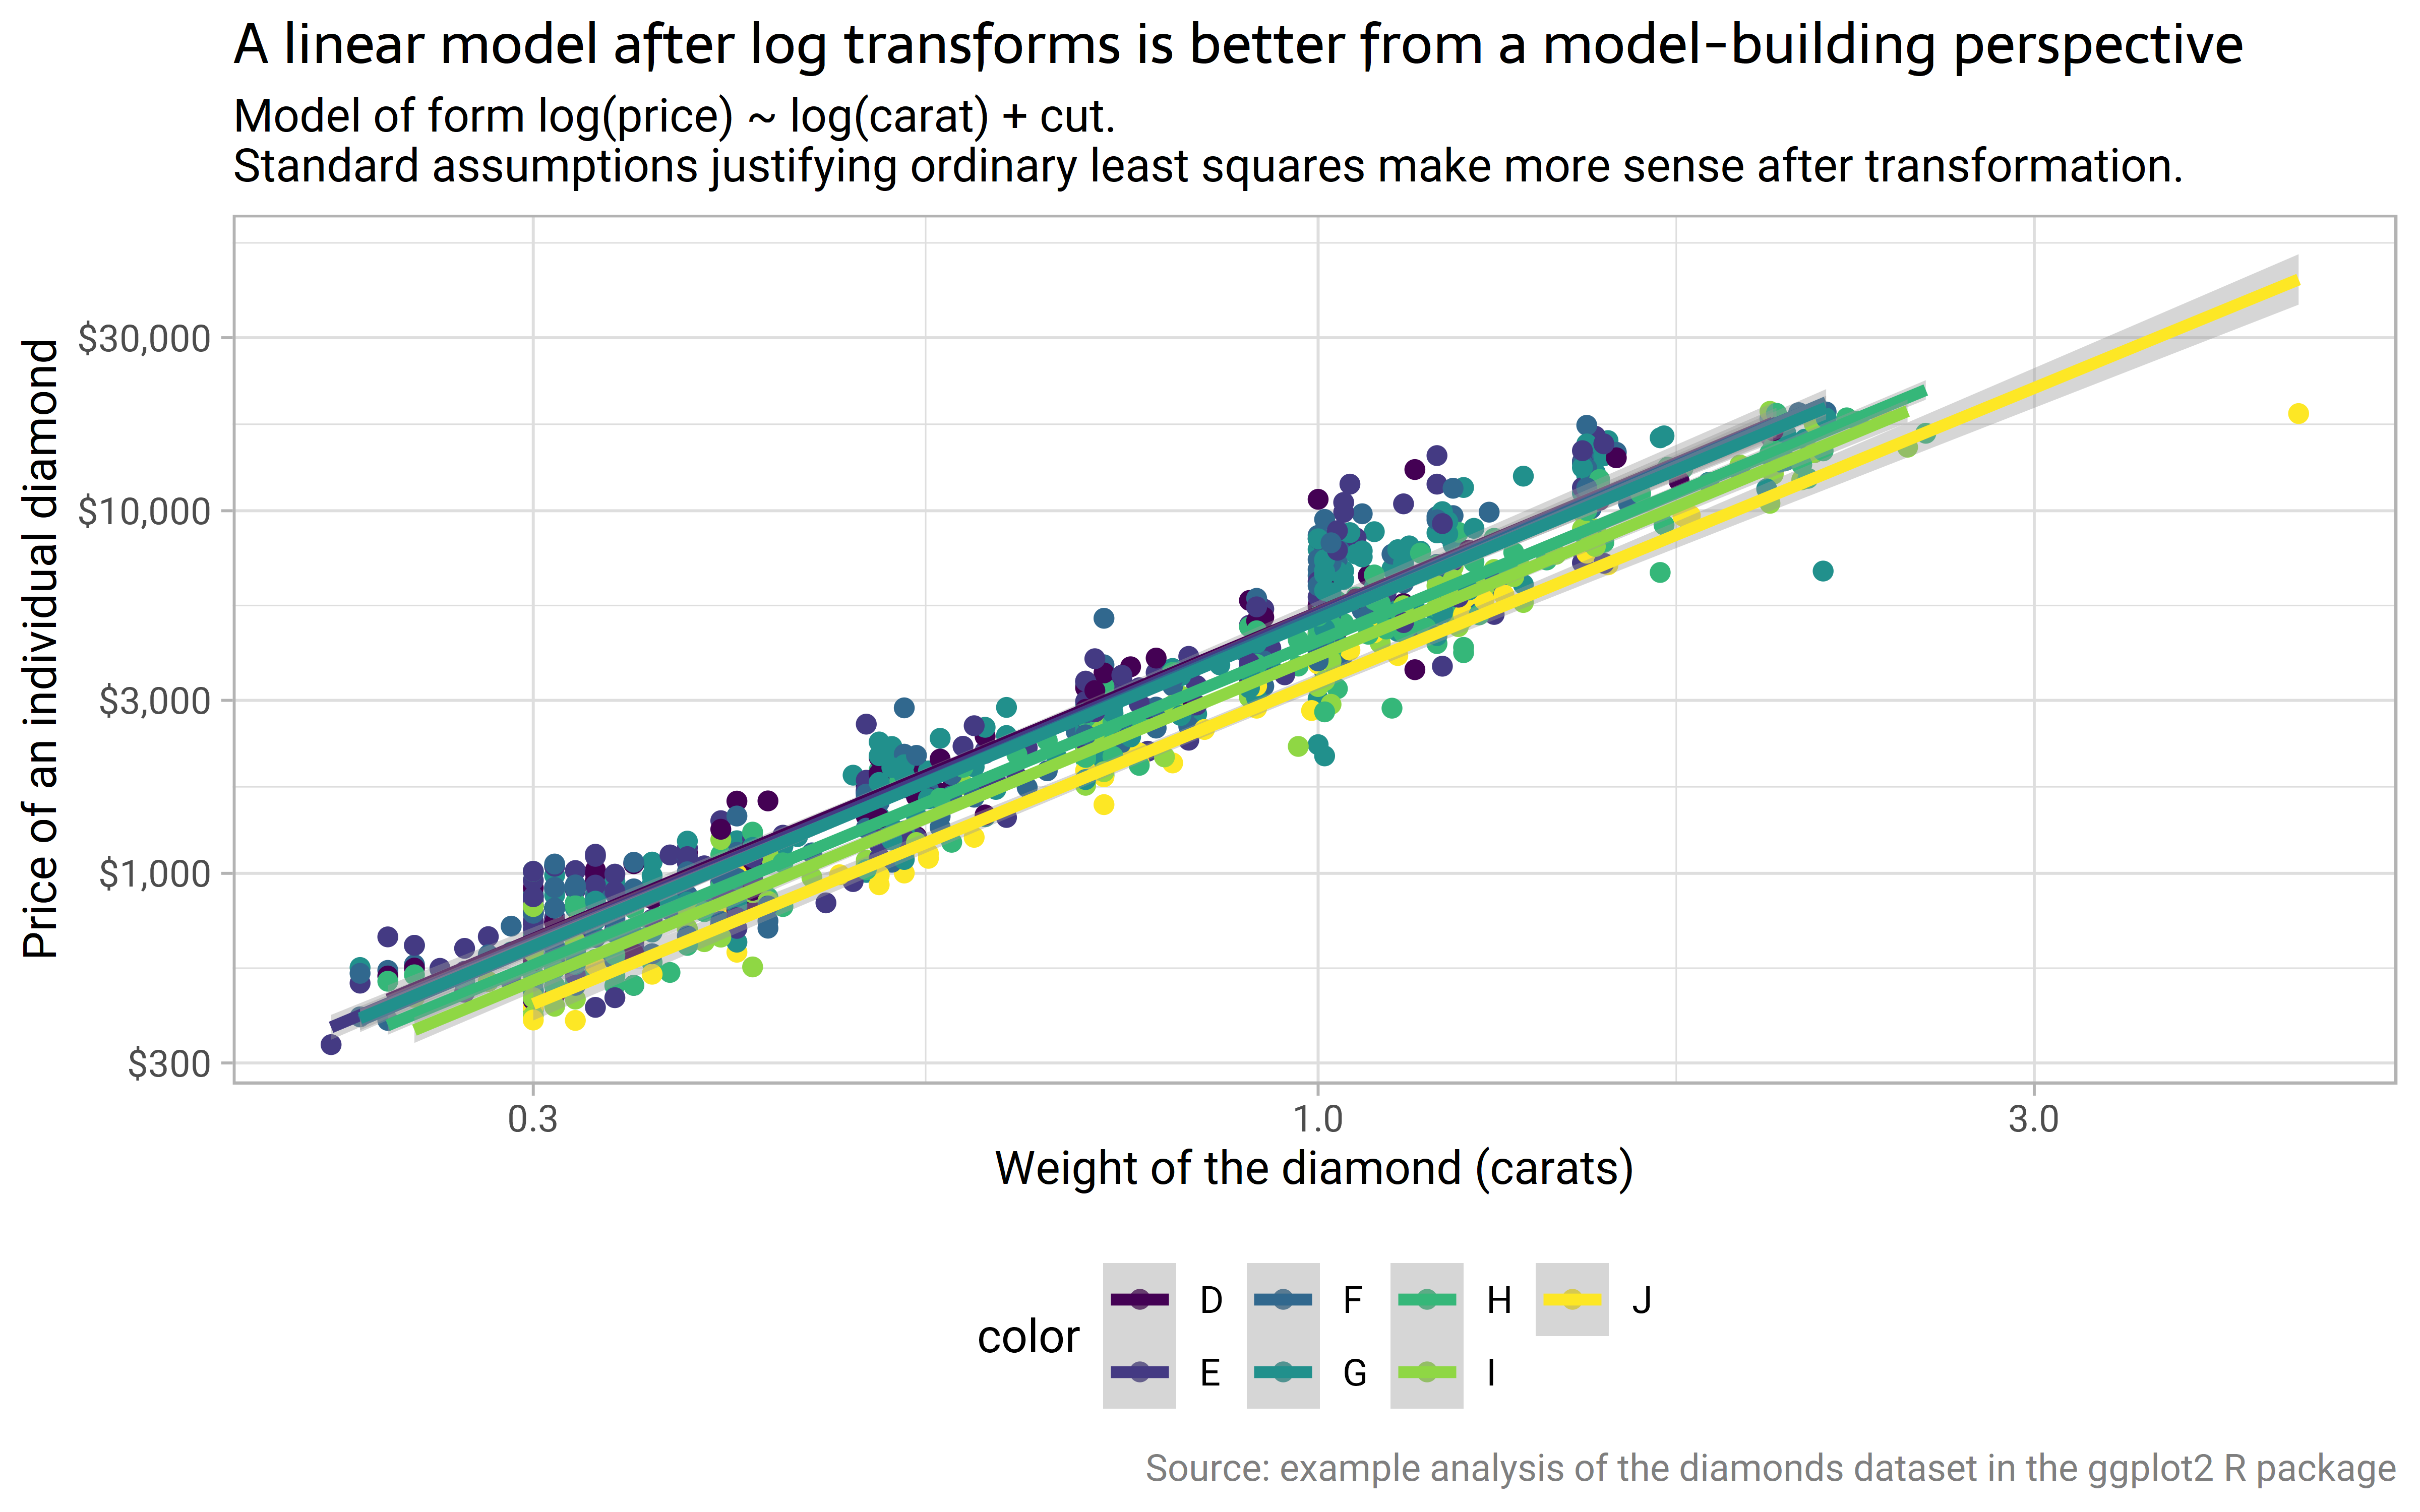 A linear model after log transforms is better from a model-building perspective
Model of form log(price) ~ log(carat) + cut.
Standard assumptions justifying ordinary least squares make more sense after transformation.
Price of an individual diamond
$30,000
$10,000
$3,000
$1,000
$300
0.3
1.0
3.0
Weight of the diamond (carats)
color
D
F
H
J
E
G
I
Source: example analysis of the diamonds dataset in the ggplot2 R package